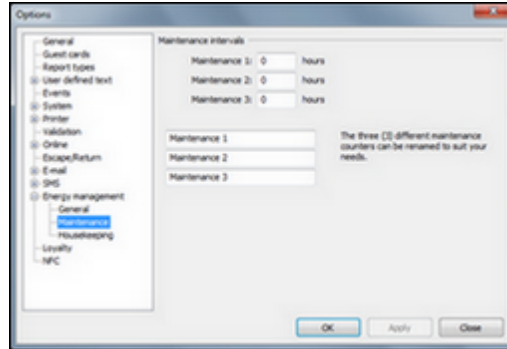 Options
General
Guest cards
Report types
User defined text
Events
System
Printer
Validation
Online
Escape/Return
E-mail
SMS
Energy management
General
Maintenance
Housekeeping
Loyalty
NFC
Maintenance intervals
Maintenance 1: 0 hours
Maintenance 2: 0 hours
Maintenance 3: 0 hours
Maintenance 1
Maintenance 2
Maintenance 3
The three (3) different maintenance
counters can be renamed to suit your
needs.
OK Apply Close